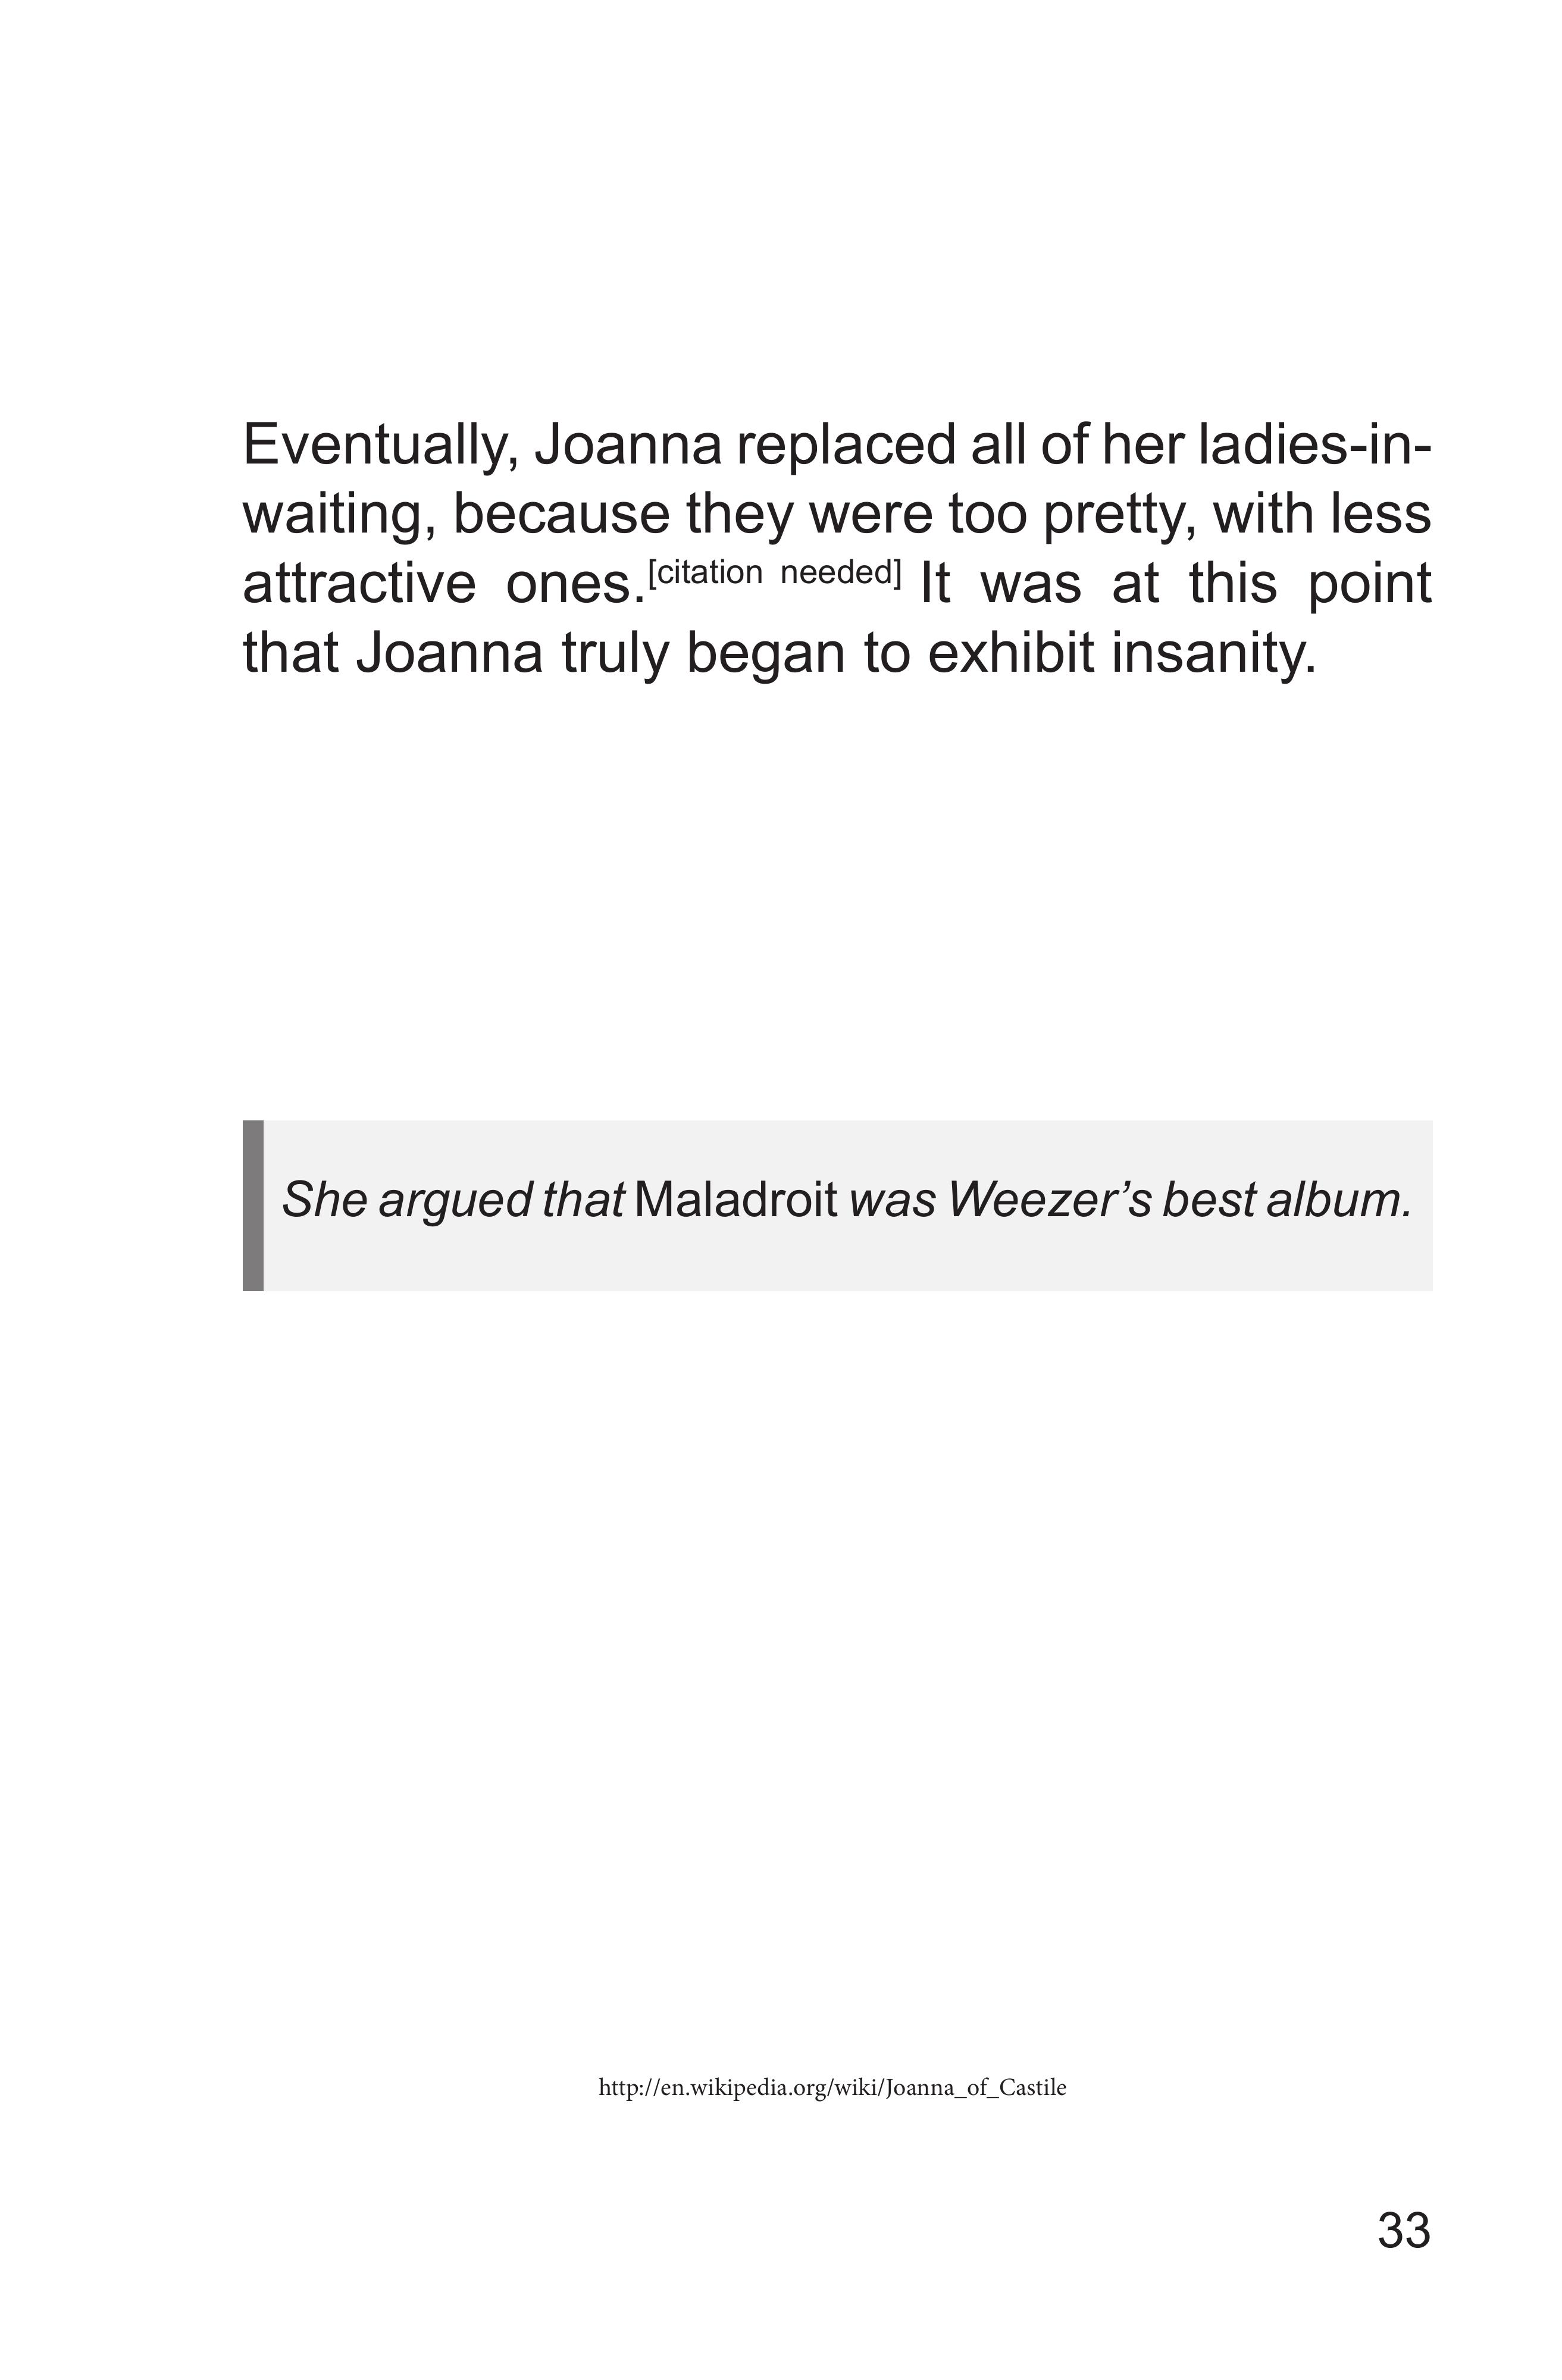 Eventually, Joanna replaced all of her ladies-in-
waiting, because they were too pretty, with less
attractive ones.[citation needed] It was at this point
that Joanna truly began to exhibit insanity.
She argued that Maladroit was Weezer’s best album.
http://en.wikipedia.org/wiki/Joanna_of_Castile
33